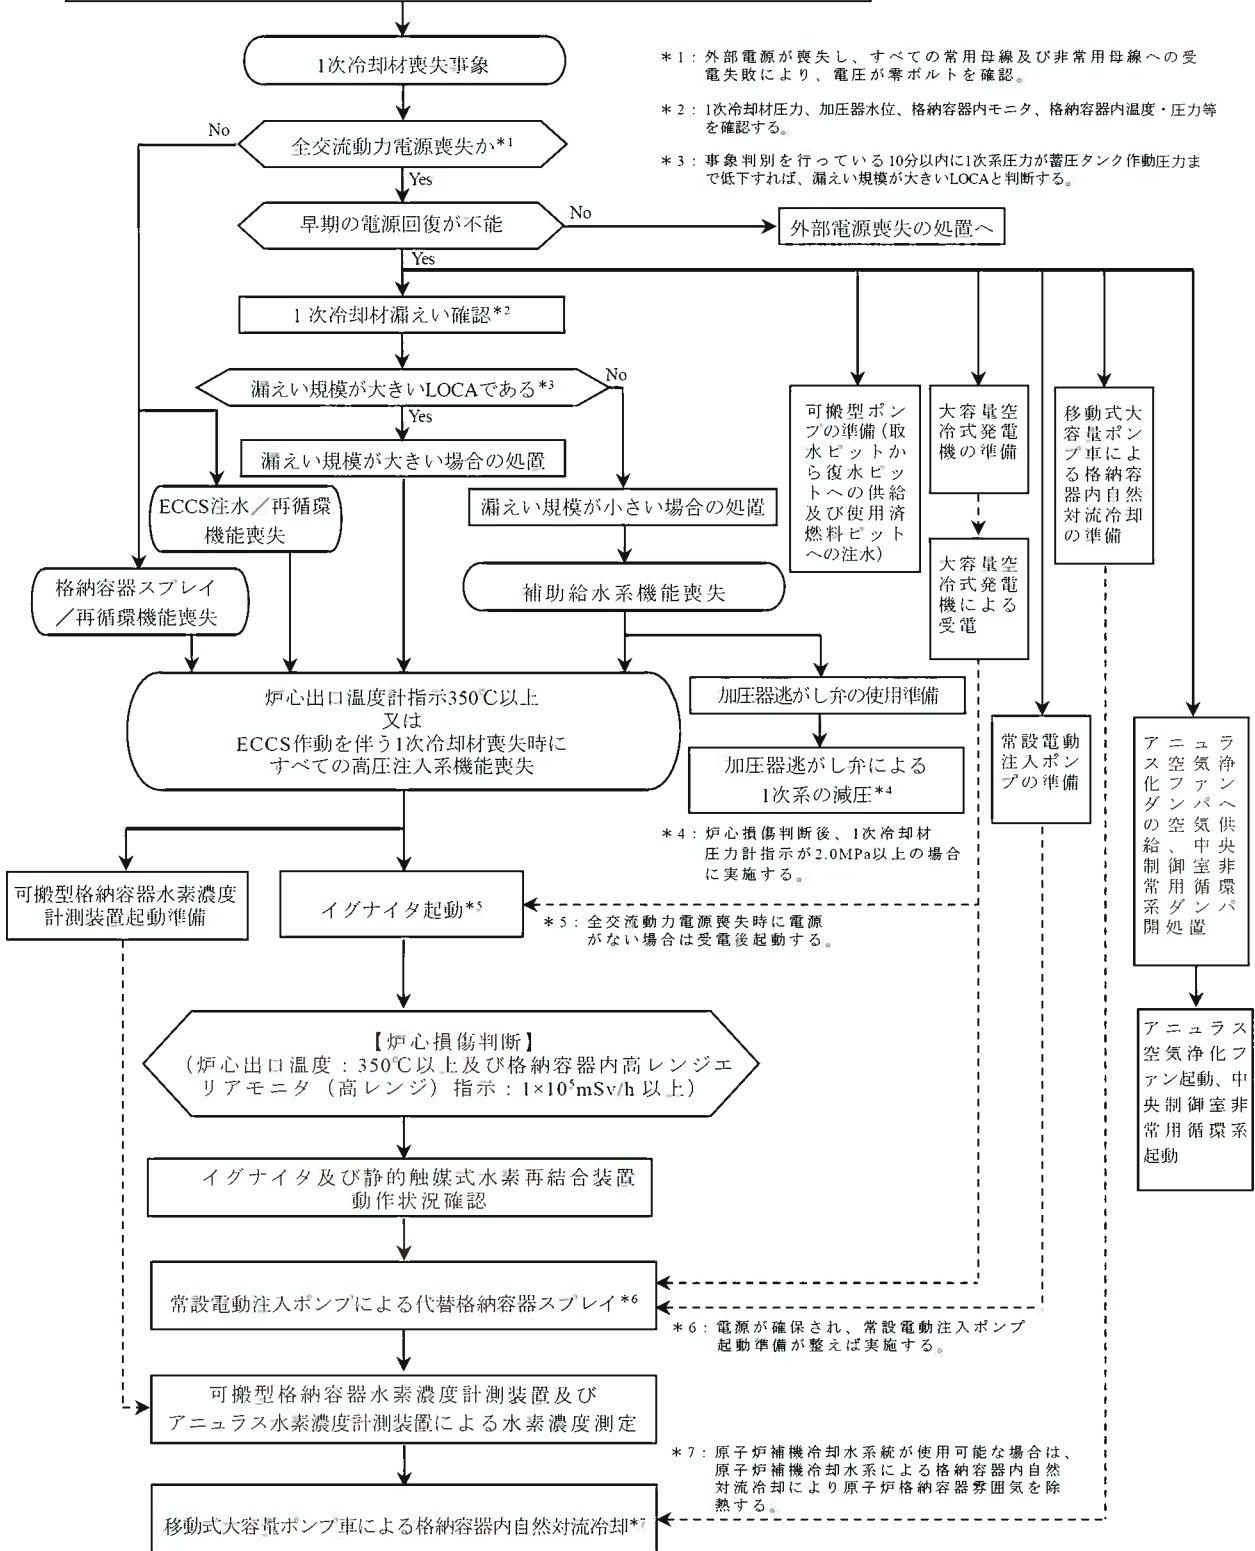 1次冷却材喪失事象
*1：外部電源が喪失し、すべての常用母線及び非常用母線への受
電失敗により、電圧が零ボルトを確認。
*2：1次冷却材圧力、加圧器水位、格納容器内モニタ、格納容器内温度・圧力等
を確認する。
*3：事象判別を行っている10分以内に1次系圧力が蓄圧タンク作動圧力ま
で低下すれば、漏えい規模が大きいLOCAと判断する。
No
全交流動力電源喪失か*1
Yes
早期の電源回復が不能
No
外部電源喪失の処置へ
Yes
1次冷却材漏えい確認*2
漏えい規模が大きいLOCAである*3
No
Yes
漏えい規模が大きい場合の処置
漏えい規模が小さい場合の処置
ECCS注水／再循環
機能喪失
格納容器スプレイ
／再循環機能喪失
補助給水系機能喪失
可搬型ポン
プの準備(取
水ピットか
ら復水ピッ
トへの供給
及び使用済
燃料ピット
への注水)
大容量空
冷式発電
機の準備
大容量空
冷式発電
機による
受電
移動式大
容量ポン
プ車によ
る格納容
器内自然
対流冷却
の準備
炉心出口温度計指示350℃以上
又は
ECCS作動を伴う1次冷却材喪失時に
すべての高圧注入系機能喪失
加圧器逃がし弁の使用準備
加圧器逃がし弁による
1次系の減圧*4
*4：炉心損傷判断後、1次冷却材
圧力計指示が2.0MPa以上の場合
に実施する。
常設電動
注入ポン
プの準備
アニュラ
ス空気浄
化ファン
ダンパへ
の空気供
給、中央
制御室非
常用循環
系ダンパ
開処置
アニュラス
空気浄化フ
ァン起動、中
央制御室非
常用循環系
起動
可搬型格納容器水素濃度
計測装置起動準備
イグナイタ起動*5
*5：全交流動力電源喪失時に電源
がない場合は受電後起動する。
【炉心損傷判断】
（炉心出口温度：350℃以上及び格納容器内高レンジエ
リアモニタ（高レンジ）指示：1×10⁵mSv/h 以上）
イグナイタ及び静的触媒式水素再結合装置
動作状況確認
常設電動注入ポンプによる代替格納容器スプレイ*6
*6：電源が確保され、常設電動注入ポンプ
起動準備が整えば実施する。
可搬型格納容器水素濃度計測装置及び
アニュラス水素濃度計測装置による水素濃度測定
*7：原子炉補機冷却水系統が使用可能な場合は、
原子炉補機冷却水系による格納容器内自然
対流冷却により原子炉格納容器雰囲気を除
熱する。
移動式大容量ポンプ車による格納容器内自然対流冷却*7